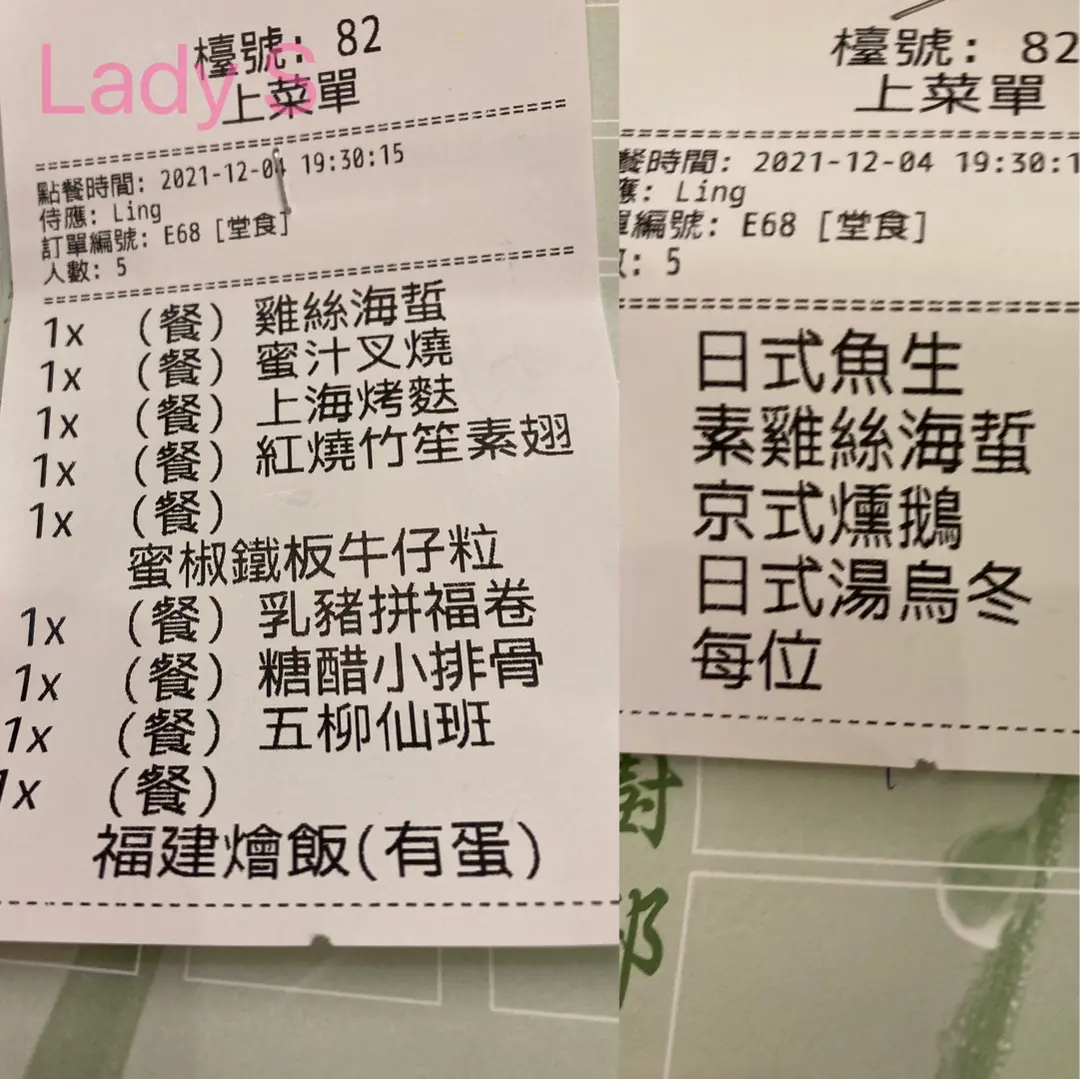 Lady S
檯號: 82
上菜單
點餐時間: 2021-12-04 19:30:15
侍應: Ling
訂單編號: E68 [堂食]
人數: 5
1x (餐) 雞絲海蜇
1x (餐) 蜜汁叉燒
1x (餐) 上海烤麩
1x (餐) 紅燒竹笙素翅
1x (餐)
蜜椒鐵板牛仔粒
1x (餐) 乳豬拼福卷
1x (餐) 糖醋小排骨
1x (餐) 五柳仙班
1x (餐)
福建燴飯(有蛋)
檯號: 82
上菜單
餐時間: 2021-12-04 19:30:1
應: Ling
單編號: E68 [堂食]
: 5
日式魚生
素雞絲海蜇
京式燻鵝
日式湯烏冬
每位